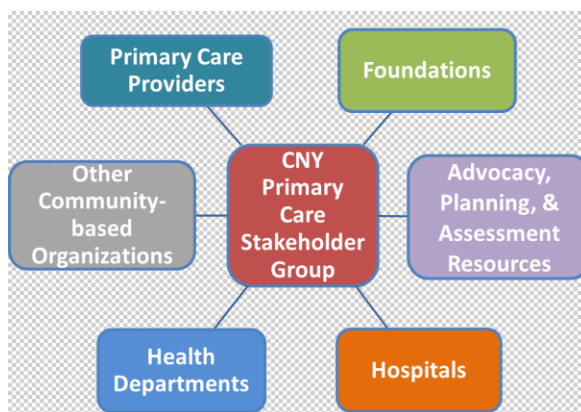 Primary Care
Providers
Foundations
Other
Community-
based
Organizations
CNY
Primary
Care
Stakeholder
Group
Advocacy,
Planning, &
Assessment
Resources
Health
Departments
Hospitals